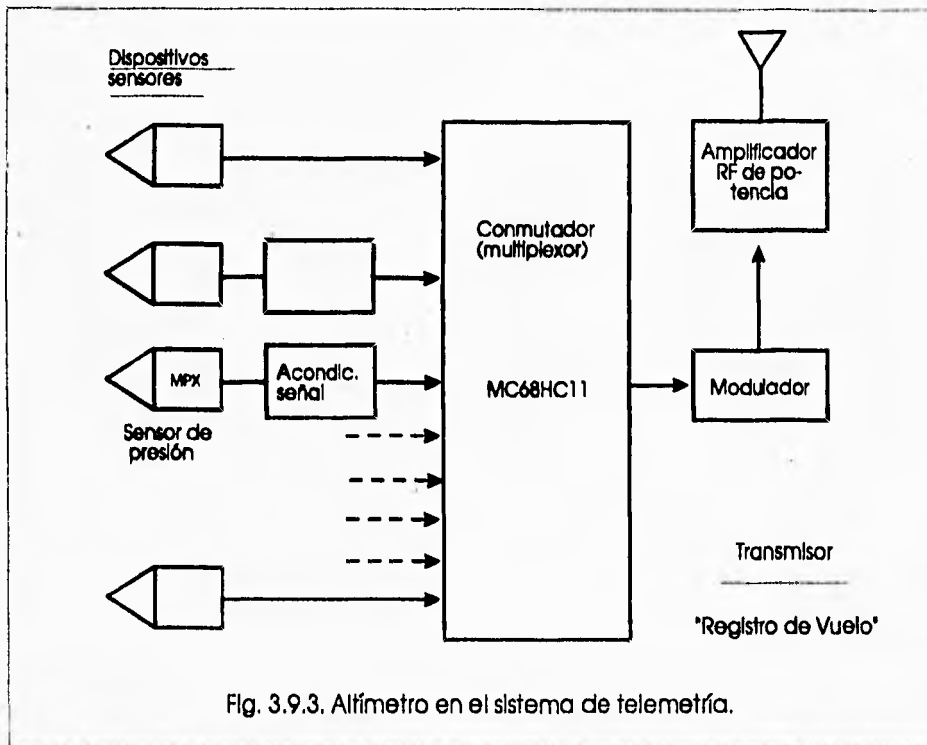 Dispositivos
sensores
Amplificador
RF de po-
tencia
Conmutador
(multiplexor)
MPX
Acondic.
señal
MC68HC11
Modulador
Sensor de
presión
Transmisor
"Registro de Vuelo"
Fig. 3.9.3. Altímetro en el sistema de telemetría.